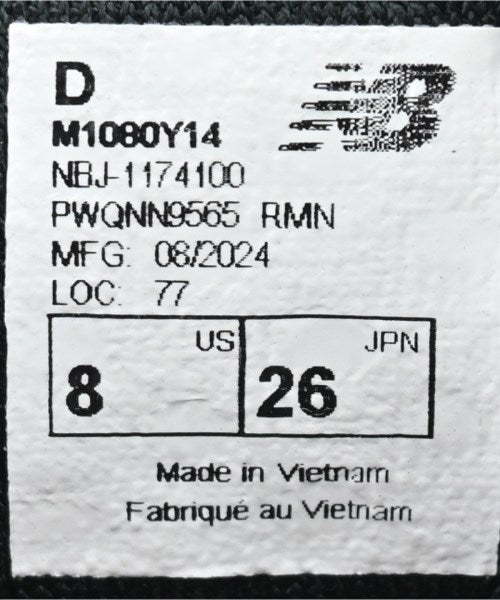 D
M1080Y14
NBJ-1174100
PWQNN9565 RMN
MFG: 08/2024
LOC: 77
US
8
JPN
26
Made in Vietnam
Fabriqué au Vietnam